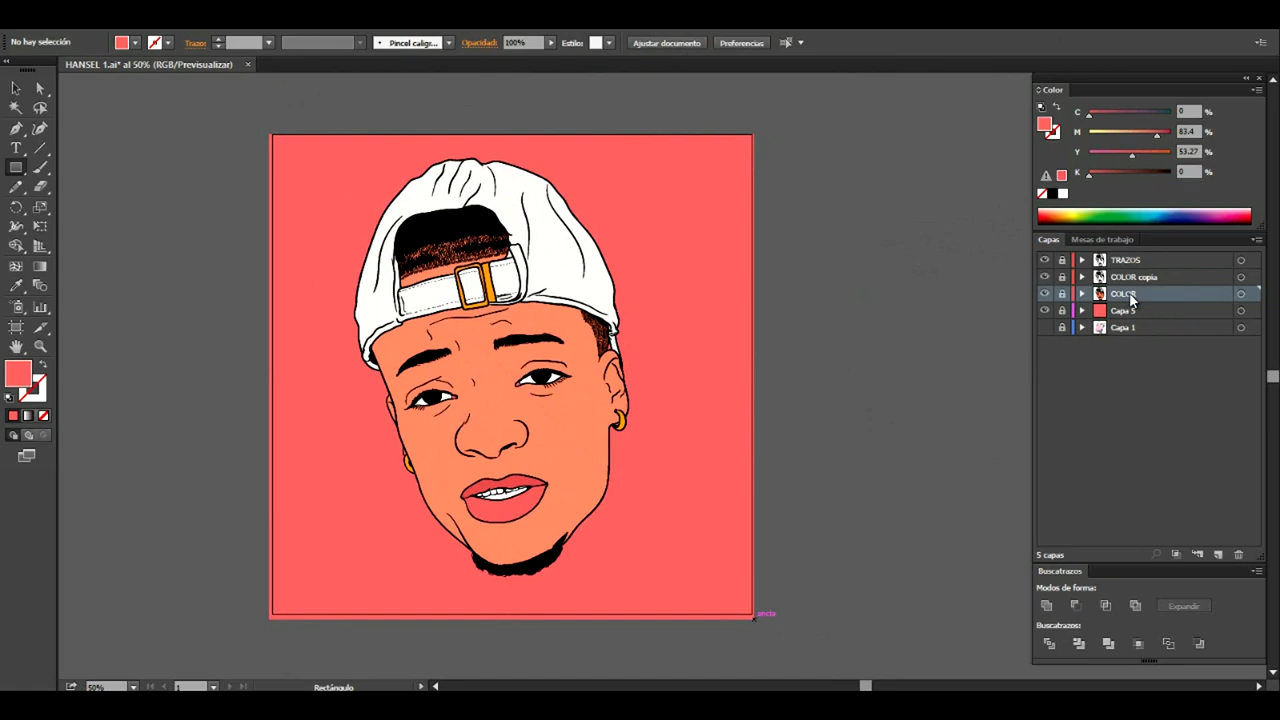 No hay selección
Trazo:
Pincel caligr...
Opacidad:
100%
Estilo:
Ajustar documento
Preferencias
HANSEL 1.ai* al 50% (RGB/Previsualizar)
Color
C 0 %
M 83.4 %
Y 53.27 %
K 0 %
Capas
Mesas de trabajo
TRAZOS
COLOR copia
COLOR
Capa 5
Capa 1
5 capas
Buscatrazos
Modos de forma:
Expandir
Buscatrazos:
50%
1
Rectángulo